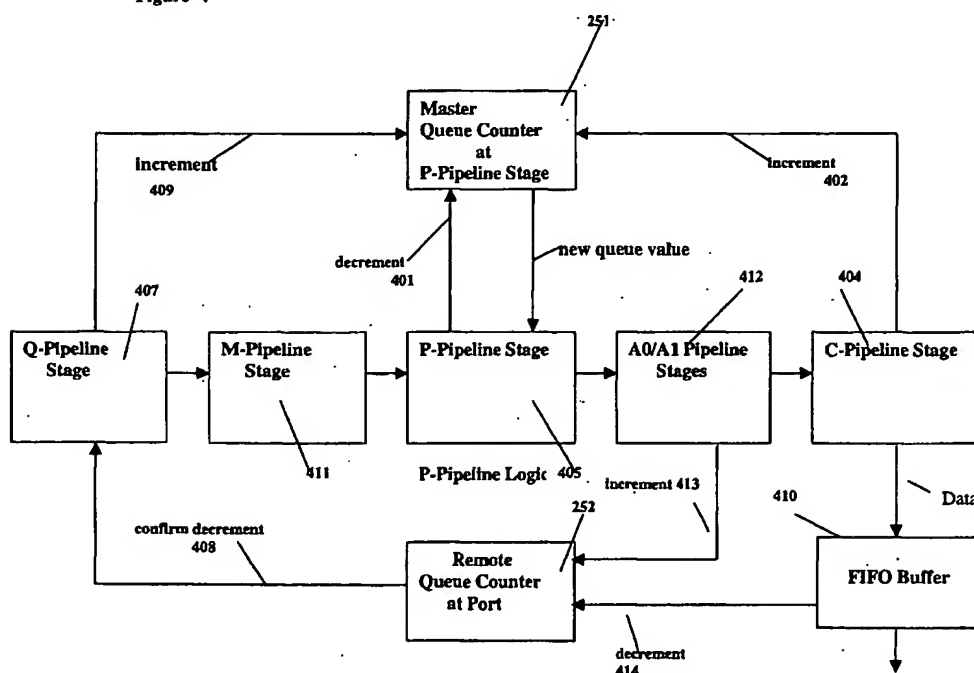 Figure
251
Master
Queue Counter
at
P-Pipeline Stage
increment
409
increment
402
decrement
401
new queue value
407
412
404
Q-Pipeline
Stage
M-Pipeline
Stage
P-Pipeline Stage
A0/A1 Pipeline
Stages
C-Pipeline Stage
411
P-Pipeline Logic
405
increment 413
410
Data
252
confirm decrement
408
Remote
Queue Counter
at Port
FIFO Buffer
decrement
414